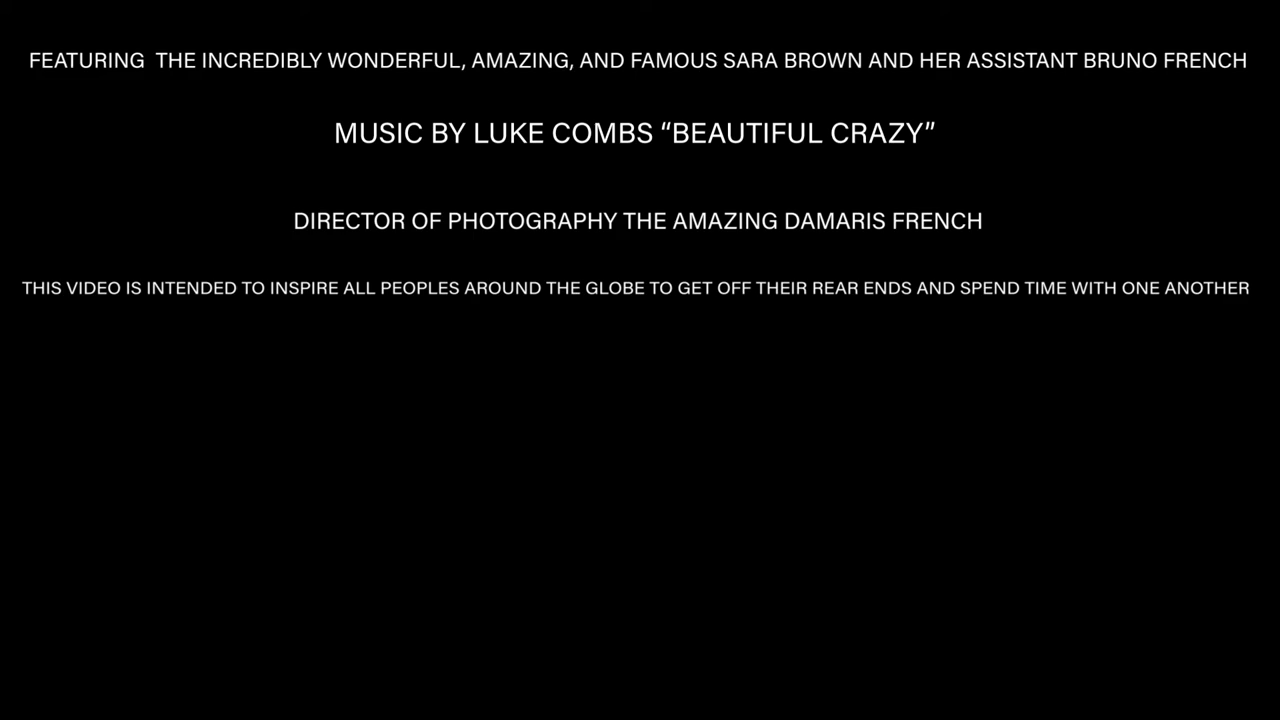 FEATURING  THE INCREDIBLY WONDERFUL, AMAZING, AND FAMOUS SARA BROWN AND HER ASSISTANT BRUNO FRENCH
MUSIC BY LUKE COMBS “BEAUTIFUL CRAZY”
DIRECTOR OF PHOTOGRAPHY THE AMAZING DAMARIS FRENCH
THIS VIDEO IS INTENDED TO INSPIRE ALL PEOPLES AROUND THE GLOBE TO GET OFF THEIR REAR ENDS AND SPEND TIME WITH ONE ANOTHER